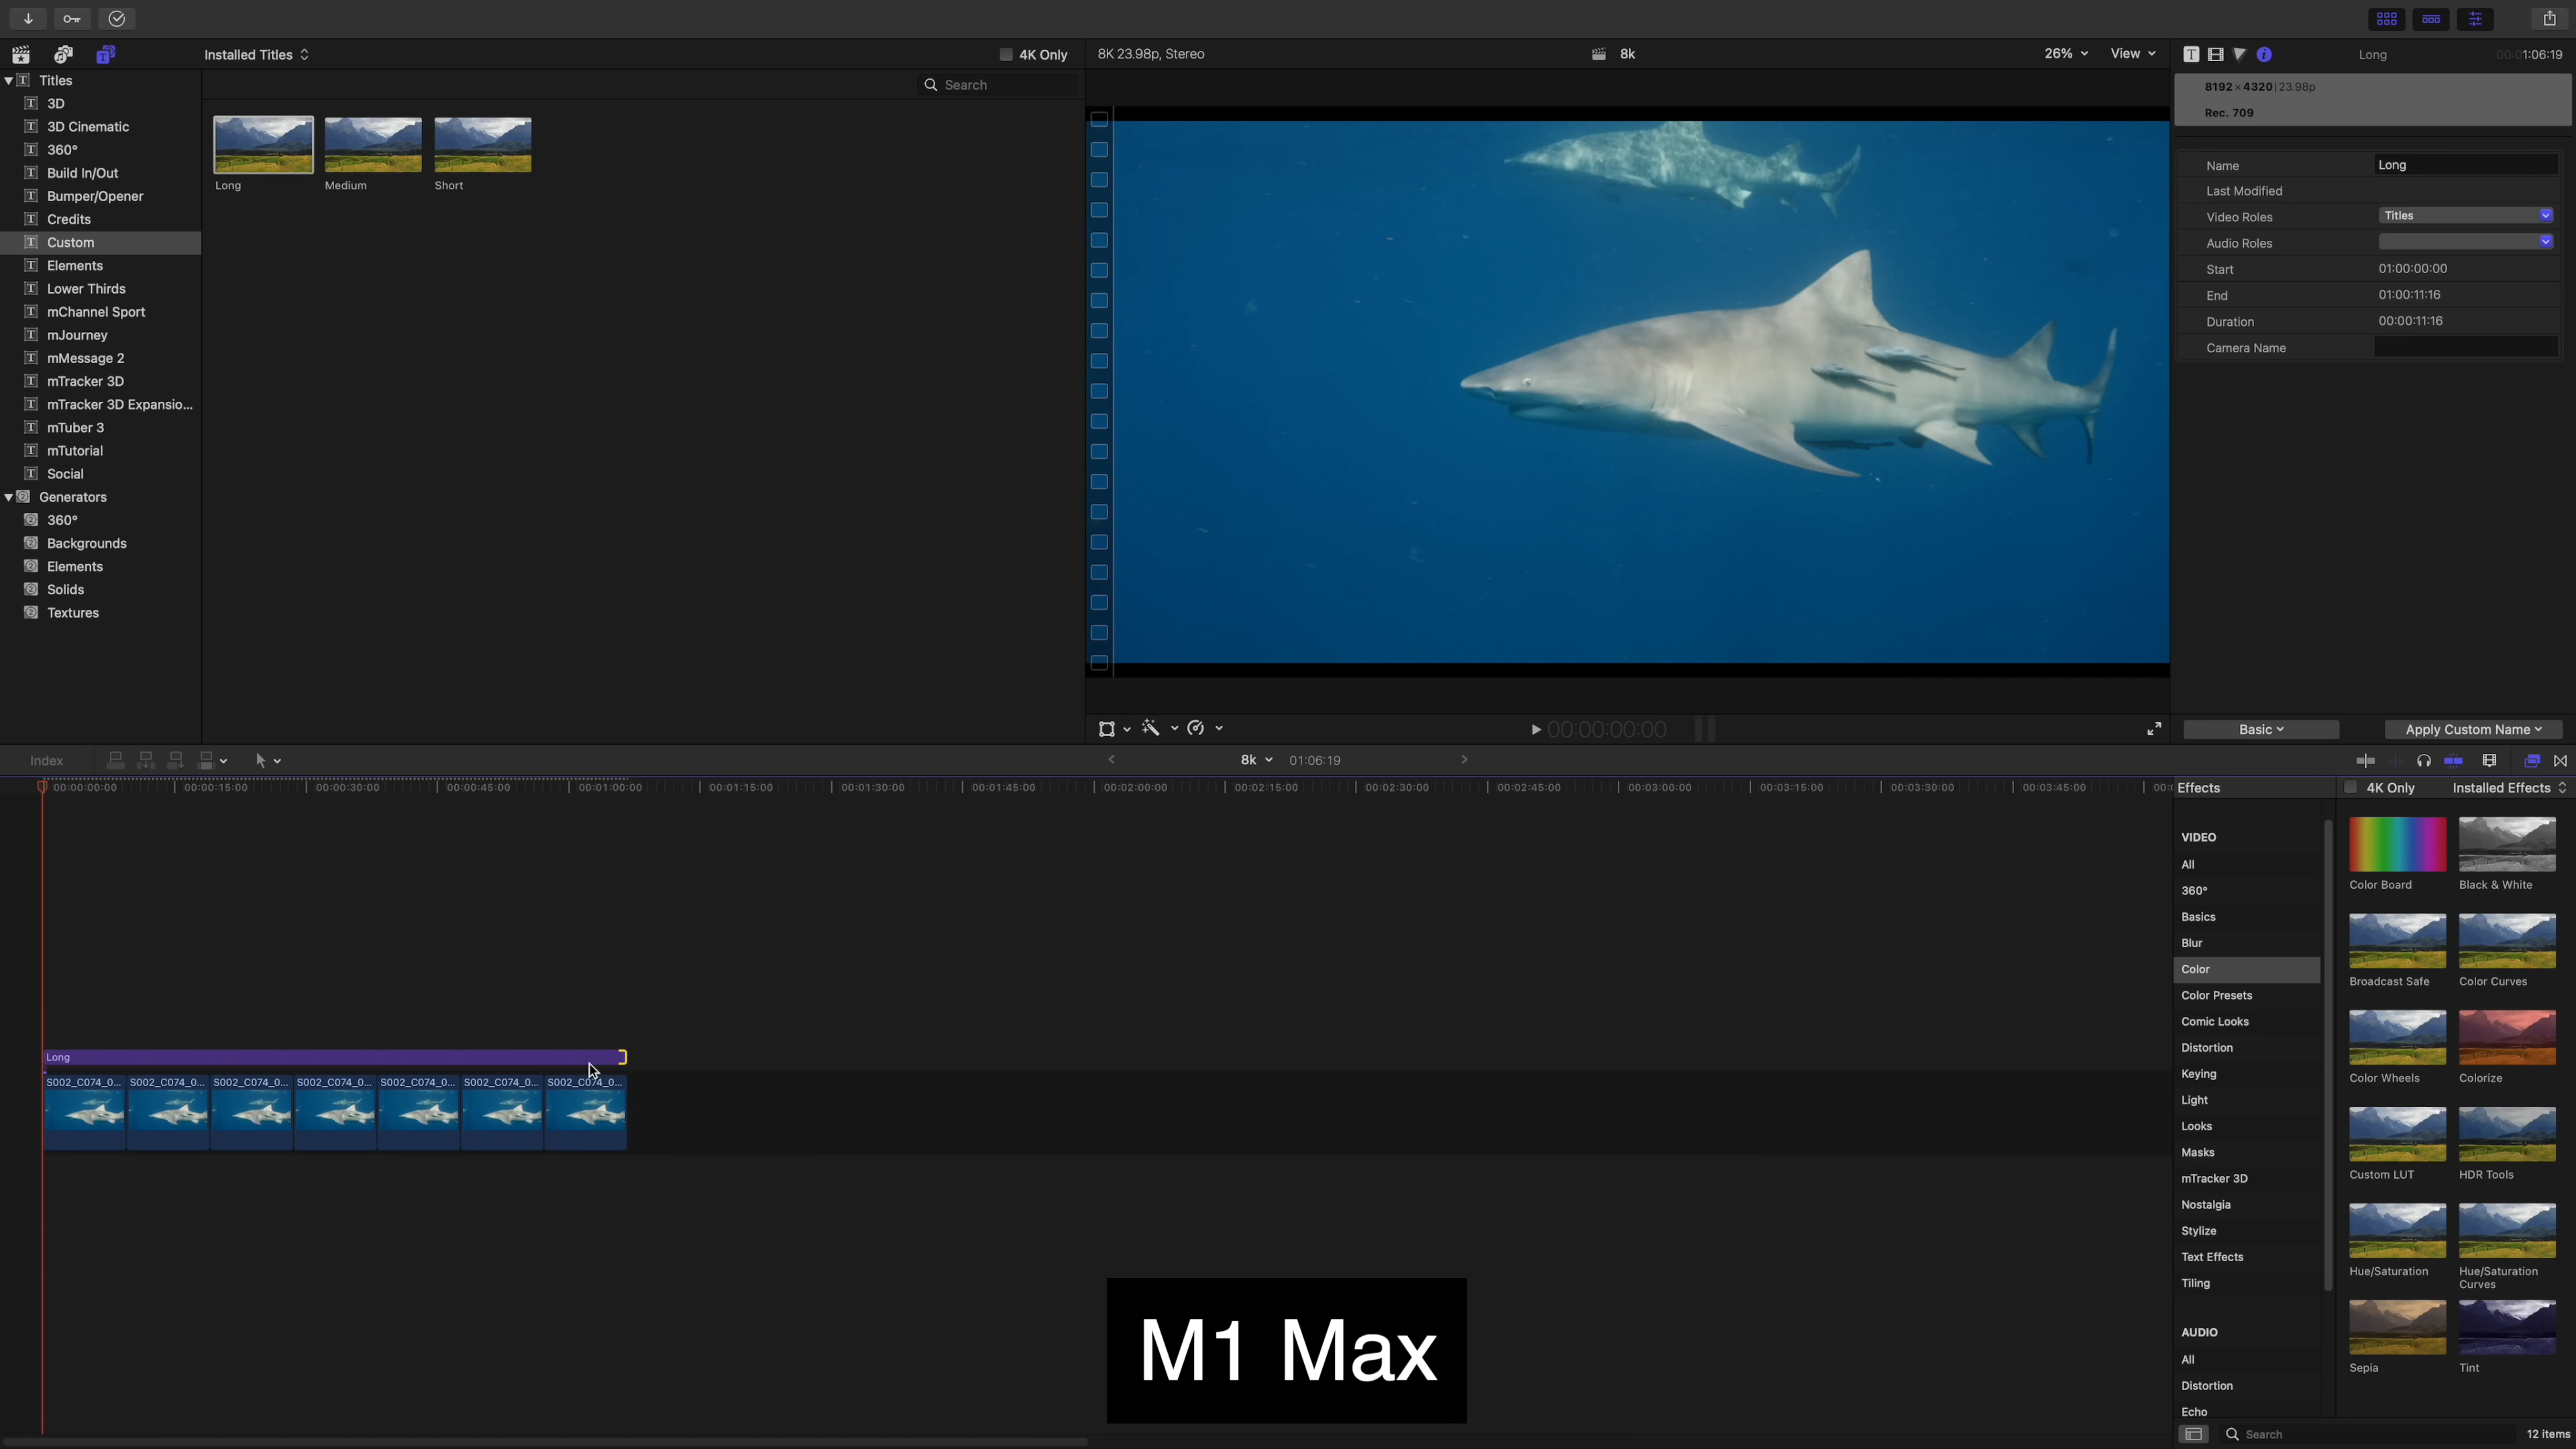 Installed Titles
4K Only
8K 23.98p, Stereo
8k
26%
View
Long
00:01:06:19
Titles
3D
3D Cinematic
360°
Build In/Out
Bumper/Opener
Credits
Custom
Elements
Lower Thirds
mChannel Sport
mJourney
mMessage 2
mTracker 3D
mTracker 3D Expansio...
mTuber 3
mTutorial
Social
Generators
360°
Backgrounds
Elements
Solids
Textures
Search
Long
Medium
Short
8192 × 4320 | 23.98p
Rec. 709
Name
Long
Last Modified
Video Roles
Titles
Audio Roles
Start
01:00:00:00
End
01:00:11:16
Duration
00:00:11:16
Camera Name
00:00:00:00
Basic
Apply Custom Name
Index
8k
01:06:19
00:00:00:00
00:00:15:00
00:00:30:00
00:00:45:00
00:01:00:00
00:01:15:00
00:01:30:00
00:01:45:00
00:02:00:00
00:02:15:00
00:02:30:00
00:02:45:00
00:03:00:00
00:03:15:00
00:03:30:00
00:03:45:00
Long
S002_C074_0...
S002_C074_0...
S002_C074_0...
S002_C074_0...
S002_C074_0...
S002_C074_0...
S002_C074_0...
M1 Max
Effects
4K Only
Installed Effects
VIDEO
All
360°
Basics
Blur
Color
Color Presets
Comic Looks
Distortion
Keying
Light
Looks
Masks
mTracker 3D
Nostalgia
Stylize
Text Effects
Tiling
AUDIO
All
Distortion
Echo
Color Board
Black & White
Broadcast Safe
Color Curves
Color Wheels
Colorize
Custom LUT
HDR Tools
Hue/Saturation
Hue/Saturation
Curves
Sepia
Tint
Search
12 items